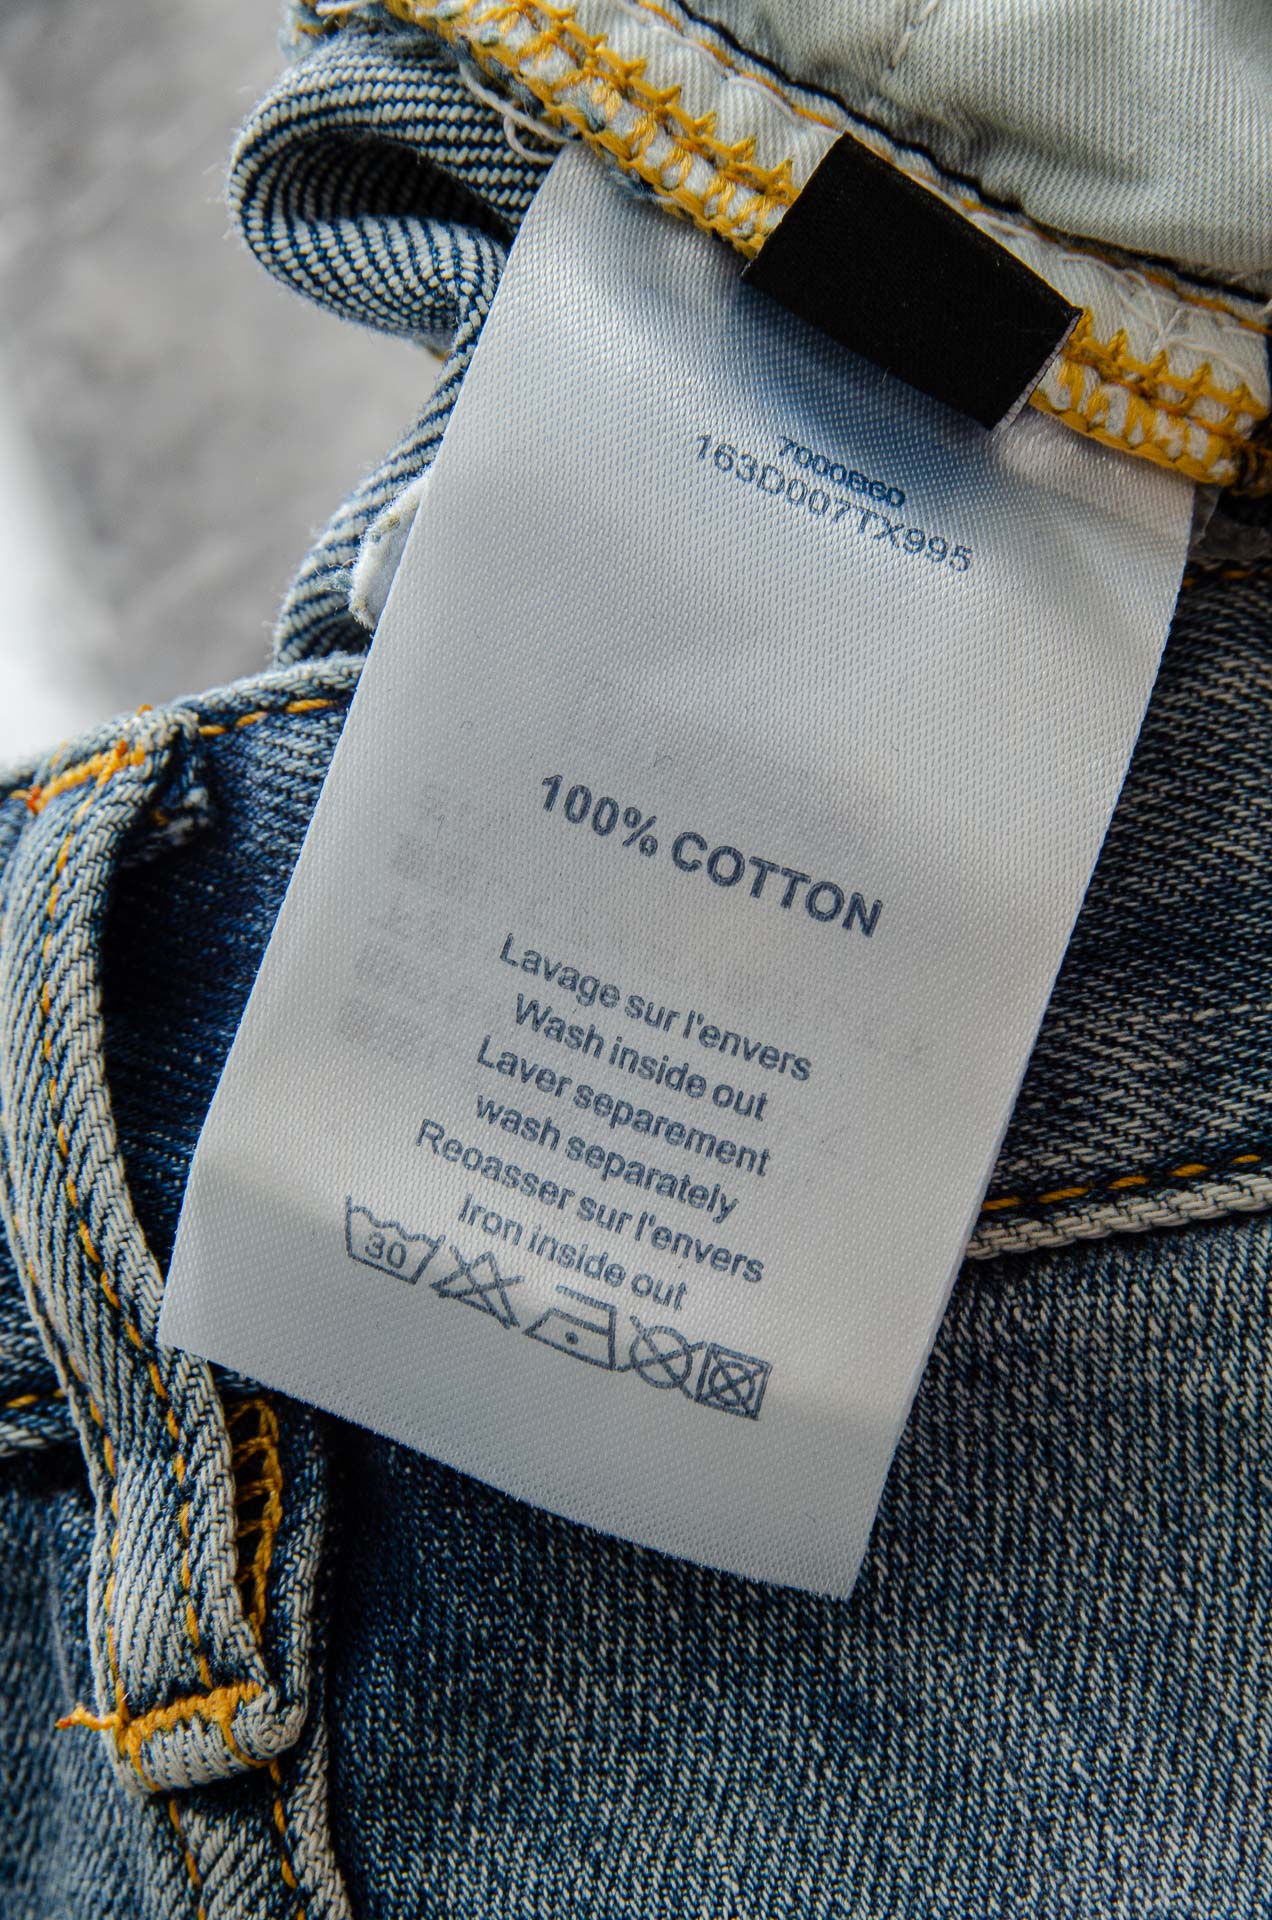 7000B60
163D007TX995
100% COTTON
Lavage sur l'envers
Wash inside out
Laver separement
wash separately
Reoasser sur l'envers
Iron inside out
30